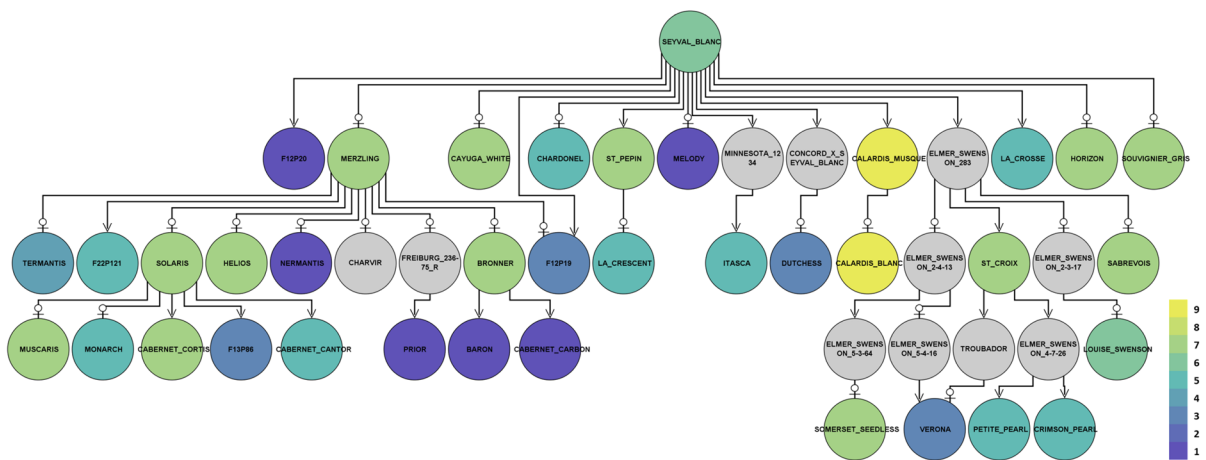 SEYVAL_BLANC
F12P20
MERZLING
CAYUGA_WHITE
CHARDONEL
ST_PEPIN
MELODY
MINNESOTA_12
34
CONCORD_X_S
EYVAL_BLANC
CALARDIS_MUSQUE
ELMER_SWENS
ON_283
LA_CROSSE
HORIZON
SOUVIGNIER_GRIS
TERMANTIS
F22P121
SOLARIS
HELIOS
NERMANTIS
CHARVIR
FREIBURG_236-
75_R
BRONNER
F12P19
LA_CRESCENT
ITASCA
DUTCHESS
CALARDIS_BLANC
ELMER_SWENS
ON_2-4-13
ST_CROIX
ELMER_SWENS
ON_2-3-17
SABREVOIS
MUSCARIS
MONARCH
CABERNET_CORTIS
F13P86
CABERNET_CANTOR
PRIOR
BARON
CABERNET_CARBON
ELMER_SWENS
ON_5-3-64
ELMER_SWENS
ON_5-4-16
TROUBADOR
ELMER_SWENS
ON_4-7-26
LOUISE_SWENSON
SOMERSET_SEEDLESS
VERONA
PETITE_PEARL
CRIMSON_PEARL
9
8
7
6
5
4
3
2
1